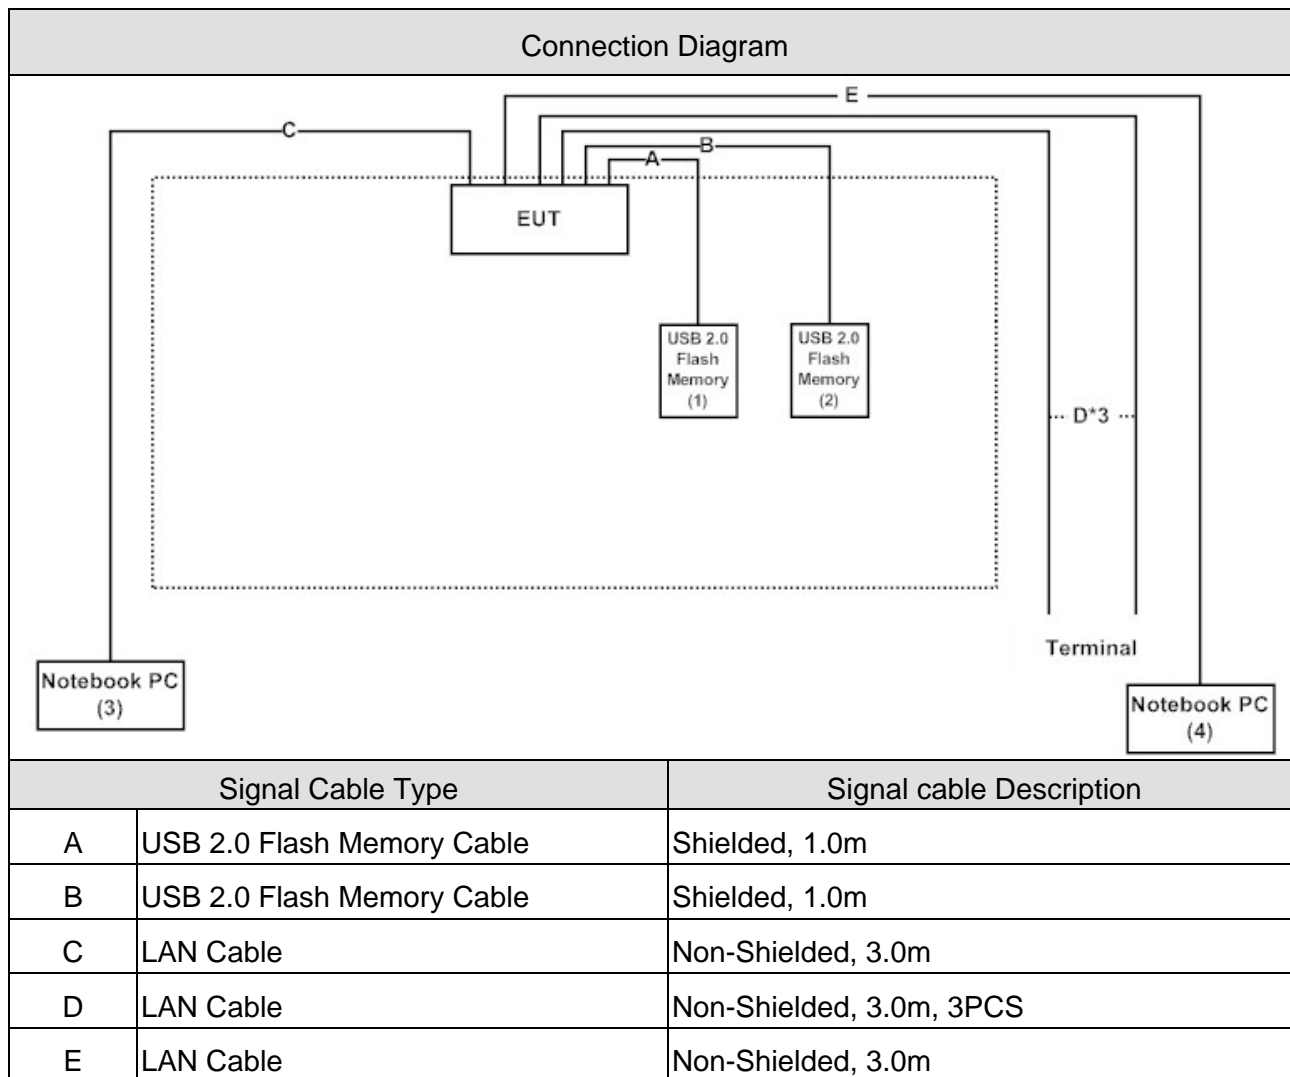 Connection Diagram
E
C
B
A
EUT
USB 2.0
Flash
Memory
(1)
USB 2.0
Flash
Memory
(2)
... D*3 ...
Terminal
Notebook PC
(3)
Notebook PC
(4)
Signal Cable Type Signal cable Description
A USB 2.0 Flash Memory Cable Shielded, 1.0m
B USB 2.0 Flash Memory Cable Shielded, 1.0m
C LAN Cable Non-Shielded, 3.0m
D LAN Cable Non-Shielded, 3.0m, 3PCS
E LAN Cable Non-Shielded, 3.0m